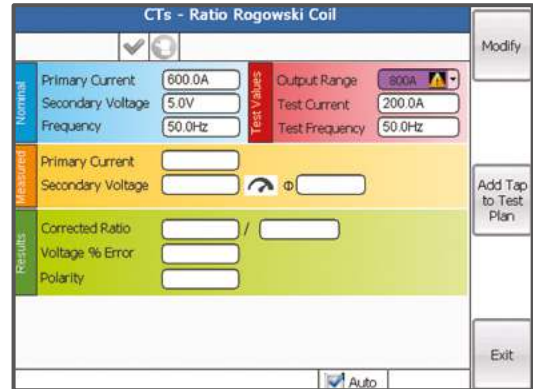 CTs - Ratio Rogowski Coil
Modify
Nominal
Primary Current 600.0A
Secondary Voltage 5.0V
Frequency 50.0Hz
Test Values
Output Range 800A
Test Current 200.0A
Test Frequency 50.0Hz
Measured
Primary Current
Secondary Voltage Φ
Add Tap
to Test
Plan
Results
Corrected Ratio /
Voltage % Error
Polarity
Auto
Exit